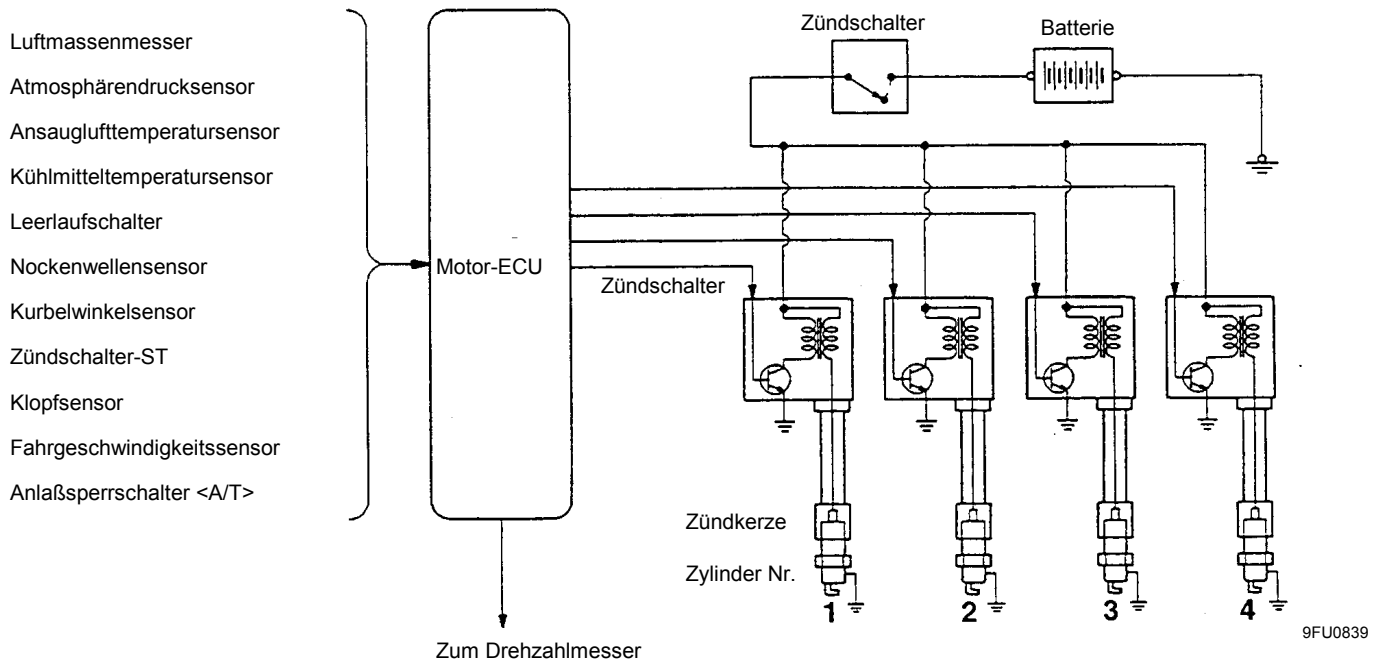 Zündschalter
Batterie
Luftmassenmesser
Atmosphärendrucksensor
Ansauglufttemperatursensor
Kühlmitteltemperatursensor
Leerlaufschalter
Nockenwellensensor
Kurbelwinkelsensor
Zündschalter-ST
Klopfsensor
Fahrgeschwindigkeitssensor
Anlaßsperrschalter <A/T>
Motor-ECU
Zündschalter
Zündkerze
Zylinder Nr.
1 2 3 4
9FU0839
Zum Drehzahlmesser